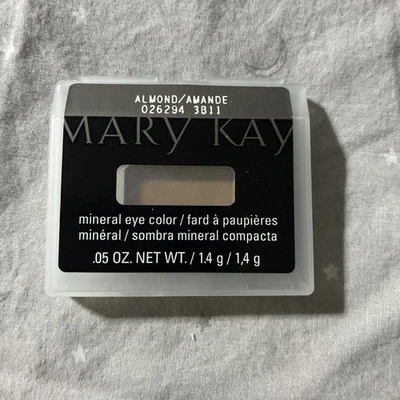 ALMOND/AMANDE
026294 3B11
MARY KAY
mineral eye color / fard à paupières
minéral / sombra mineral compacta
.05 OZ. NET WT. / 1.4 g / 1,4 g